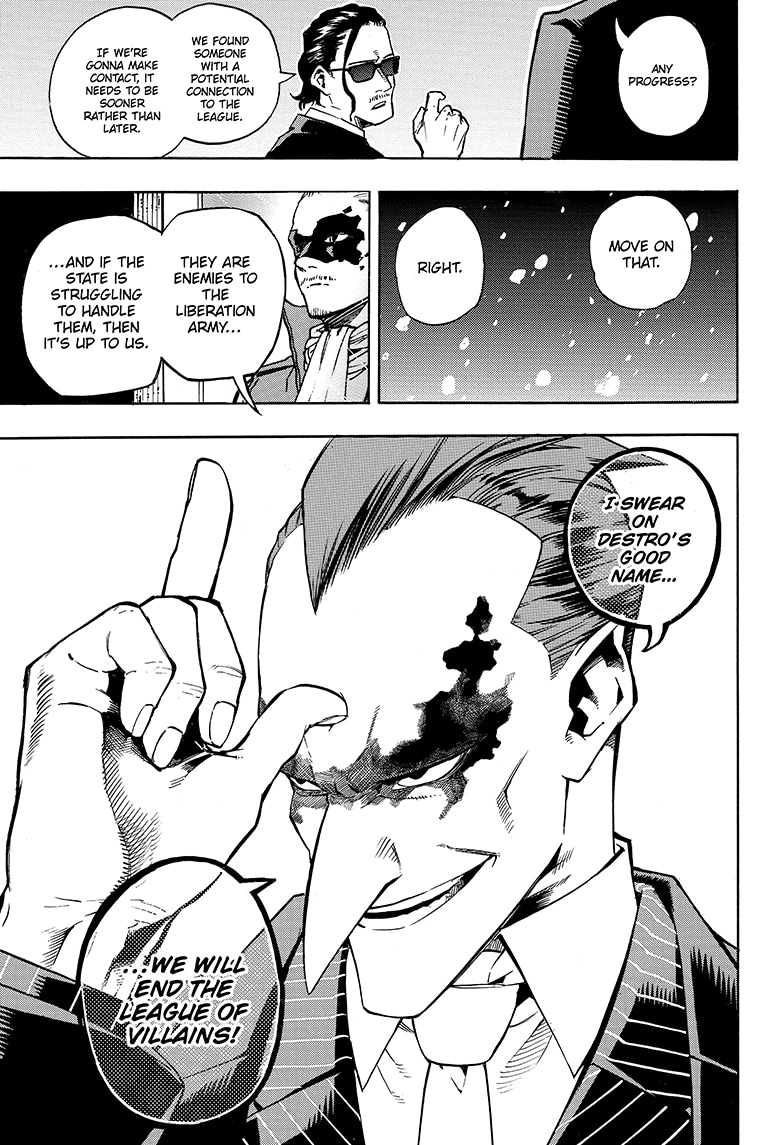 ANY
PROGRESS?
WE FOUND
SOMEONE
WITH A
POTENTIAL
CONNECTION
TO THE
LEAGUE.
IF WE'RE
GONNA MAKE
CONTACT, IT
NEEDS TO BE
SOONER
RATHER THAN
LATER.
MOVE ON
THAT.
RIGHT.
THEY ARE
ENEMIES TO
THE
LIBERATION
ARMY...
...AND IF THE
STATE IS
STRUGGLING
TO HANDLE
THEM, THEN
IT'S UP TO US.
I SWEAR
ON
DESTRO'S
GOOD
NAME...
...WE WILL
END THE
LEAGUE OF
VILLAINS!